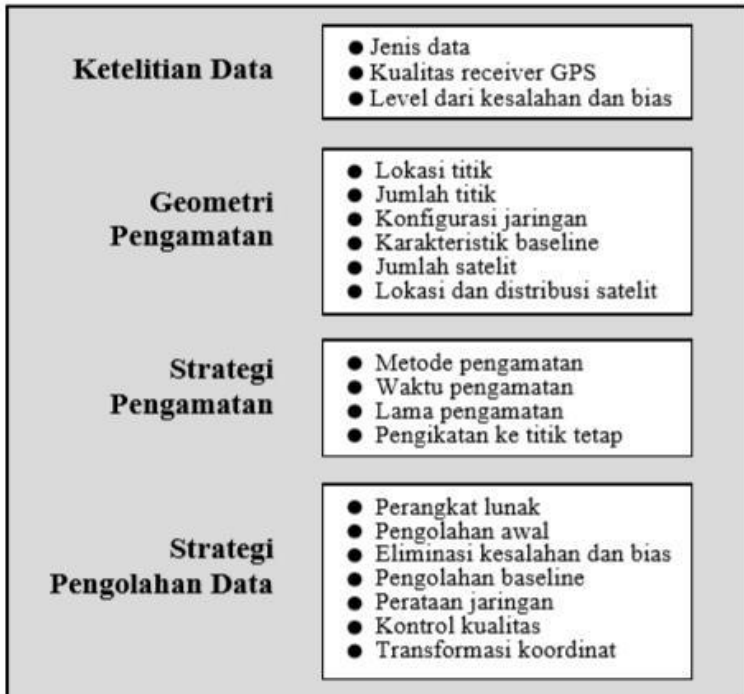 Ketelitian Data
● Jenis data
● Kualitas receiver GPS
● Level dari kesalahan dan bias
Geometri
Pengamatan
● Lokasi titik
● Jumlah titik
● Konfigurasi jaringan
● Karakteristik baseline
● Jumlah satelit
● Lokasi dan distribusi satelit
Strategi
Pengamatan
● Metode pengamatan
● Waktu pengamatan
● Lama pengamatan
● Pengikatan ke titik tetap
Strategi
Pengolahan Data
● Perangkat lunak
● Pengolahan awal
● Eliminasi kesalahan dan bias
● Pengolahan baseline
● Perataan jaringan
● Kontrol kualitas
● Transformasi koordinat